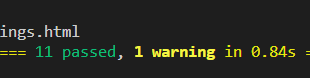 ings.html
=== 11 passed, 1 warning in 0.84s =